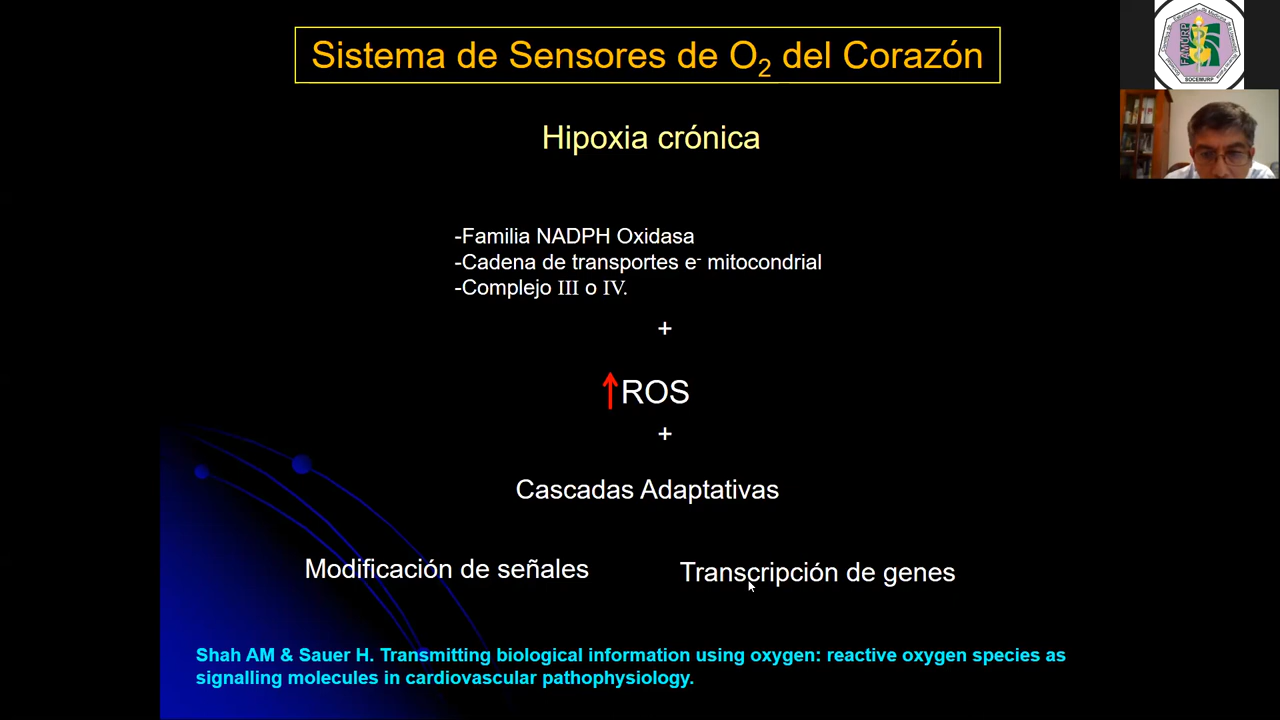 Sistema de Sensores de O₂ del Corazón
Hipoxia crónica
-Familia NADPH Oxidasa
-Cadena de transportes e⁻ mitocondrial
-Complejo III o IV.
+
↑ROS
+
Cascadas Adaptativas
Modificación de señales
Transcripción de genes
Shah AM & Sauer H. Transmitting biological information using oxygen: reactive oxygen species as
signalling molecules in cardiovascular pathophysiology.
FAMURP
SOCEMURP